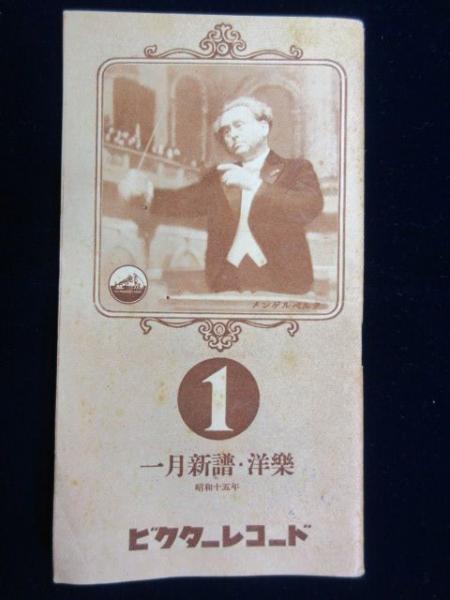 メンゲルベルク
1
一月新譜・洋樂
昭和十五年
ビクターレコード